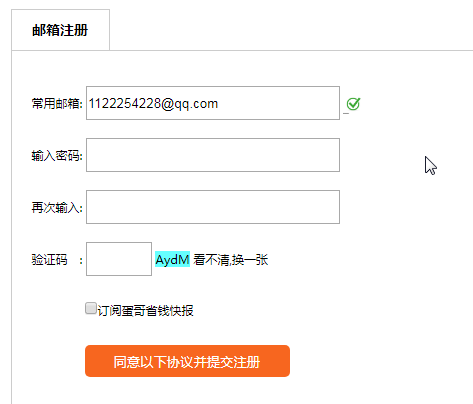 邮箱注册
常用邮箱: 1122254228@qq.com
输入密码:
再次输入:
验证码 : AydM 看不清,换一张
订阅蛋哥省钱快报
同意以下协议并提交注册